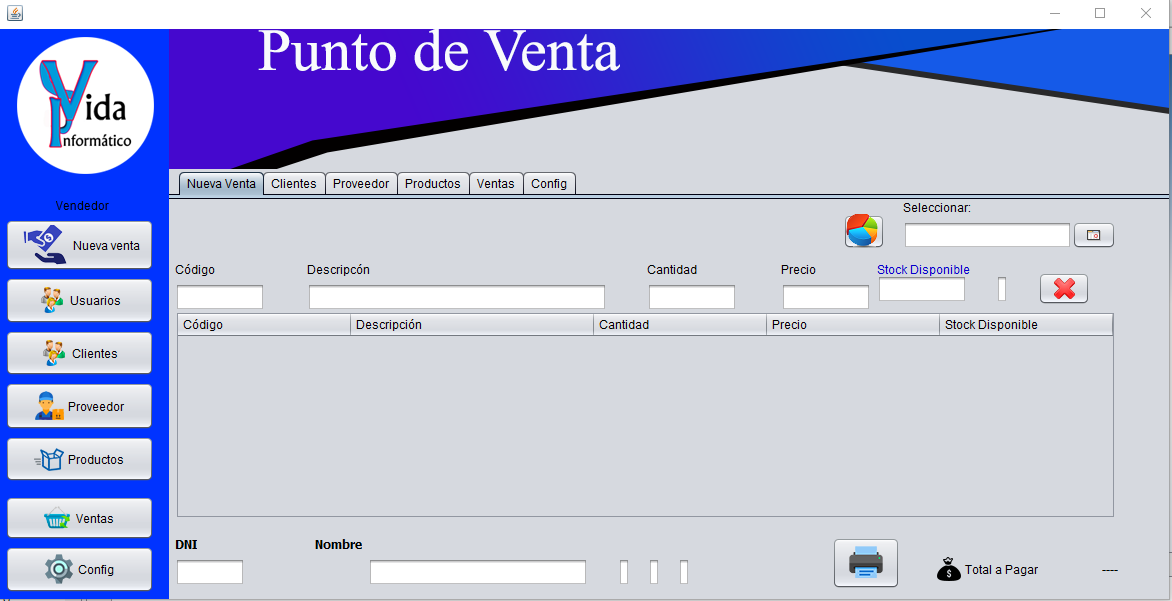 Punto de Venta
Vida
Informático
Vendedor
Nueva venta
Usuarios
Clientes
Proveedor
Productos
Ventas
Config
Nueva Venta Clientes Proveedor Productos Ventas Config
Seleccionar:
Código Descripcón Cantidad Precio Stock Disponible
Código Descripción Cantidad Precio Stock Disponible
DNI Nombre
Total a Pagar ----